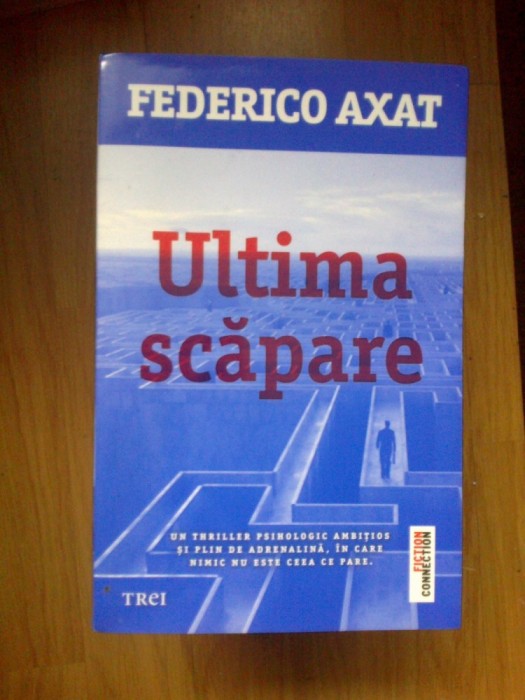 FEDERICO AXAT
Ultima
scăpare
UN THRILLER PSIHOLOGIC AMBIȚIOS
ȘI PLIN DE ADRENALINĂ, ÎN CARE
NIMIC NU ESTE CEEA CE PARE.
FICTION
CONNECTION
TREI